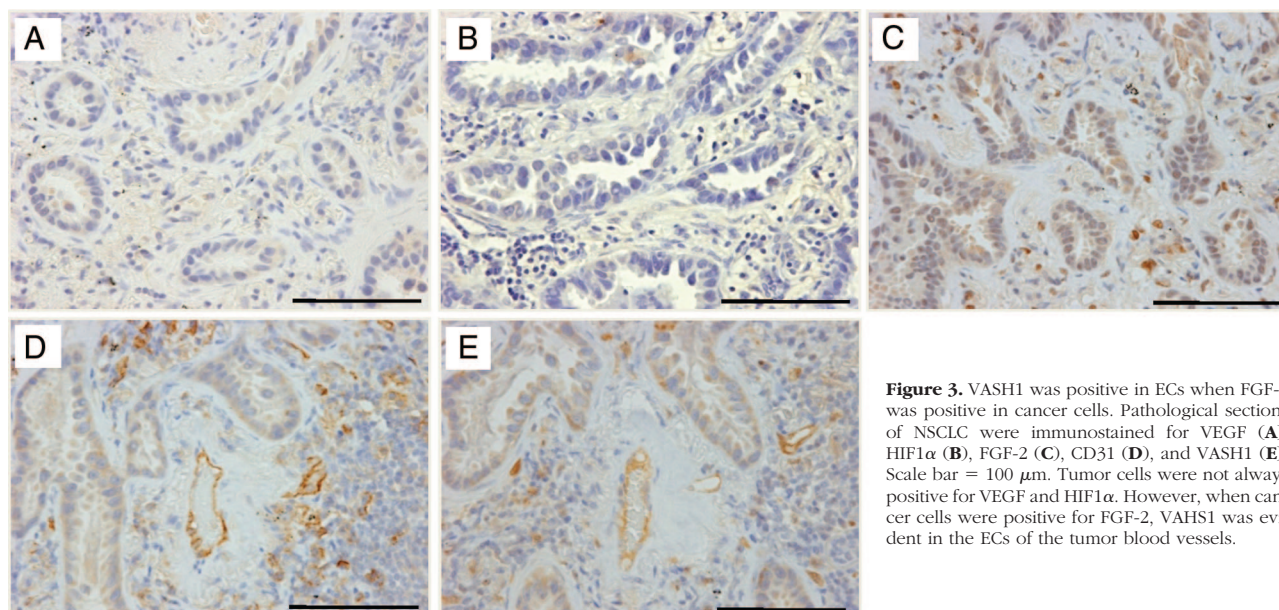 A
B
C
D
E
Figure 3. VASH1 was positive in ECs when FGF-
was positive in cancer cells. Pathological section
of NSCLC were immunostained for VEGF (A
HIF1α (B), FGF-2 (C), CD31 (D), and VASH1 (E
Scale bar = 100 μm. Tumor cells were not alway
positive for VEGF and HIF1α. However, when can
cer cells were positive for FGF-2, VAHS1 was ev
dent in the ECs of the tumor blood vessels.